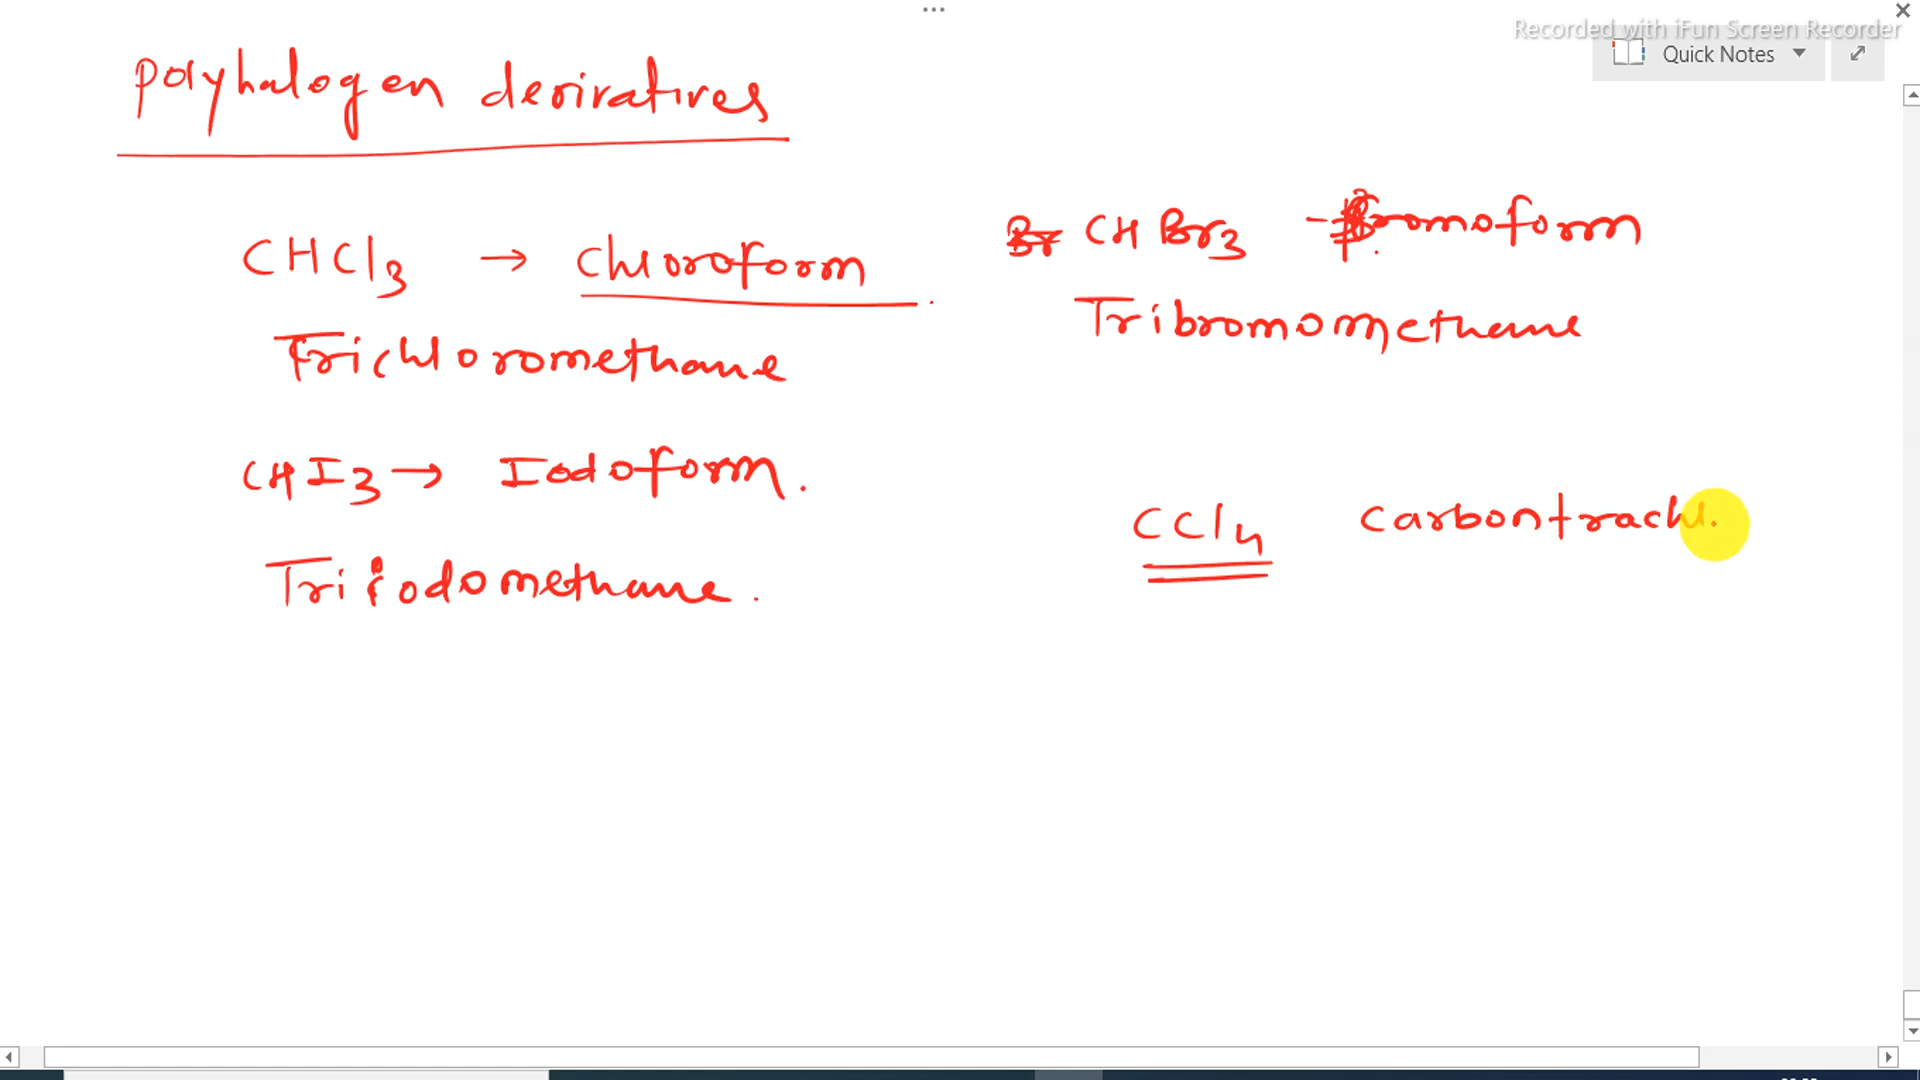 Recorded with iFun Screen Recorder
Quick Notes
polyhalogen derivatives
CHCl3 → chloroform
Trichloromethane
CHI3 → Iodoform.
Triiodomethane.
Br CHBr3 - Bromoform
Tribromomethane
CCl4 carbontrachl.